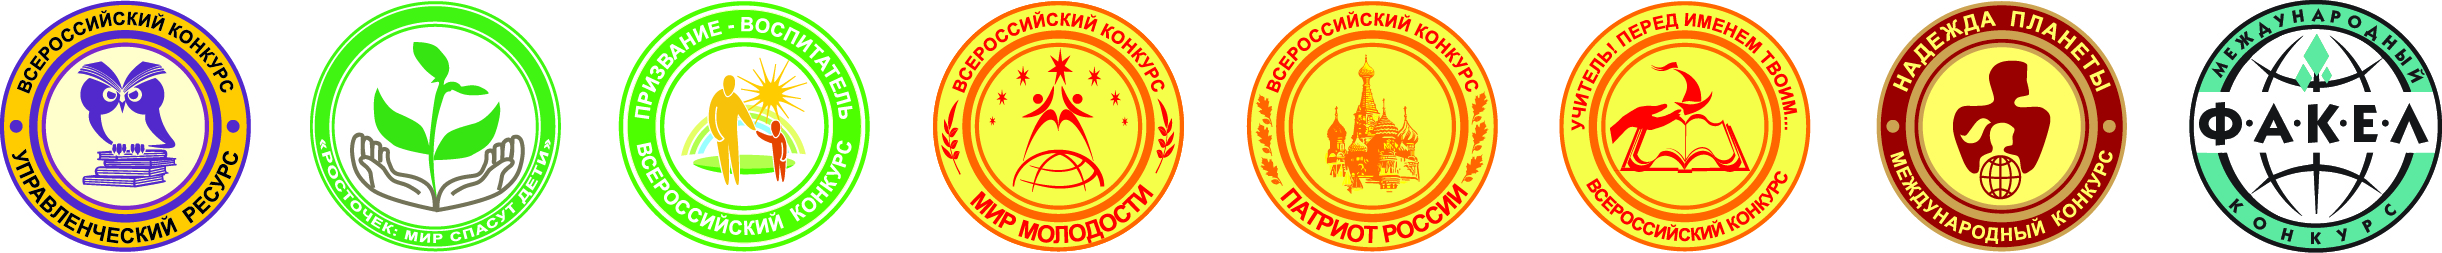 ВСЕРОССИЙСКИЙ КОНКУРС
УПРАВЛЕНЧЕСКИЙ РЕСУРС
«РОСТОЧЕК: МИР СПАСУТ ДЕТИ»
ПРИЗВАНИЕ - ВОСПИТАТЕЛЬ
ВСЕРОССИЙСКИЙ КОНКУРС
ВСЕРОССИЙСКИЙ КОНКУРС
МИР МОЛОДОСТИ
ВСЕРОССИЙСКИЙ КОНКУРС
ПАТРИОТ РОССИИ
УЧИТЕЛЬ! ПЕРЕД ИМЕНЕМ ТВОИМ...
ВСЕРОССИЙСКИЙ КОНКУРС
НАДЕЖДА ПЛАНЕТЫ
МЕЖДУНАРОДНЫЙ КОНКУРС
МЕЖДУНАРОДНЫЙ
Ф·А·К·Е·Л
КОНКУРС